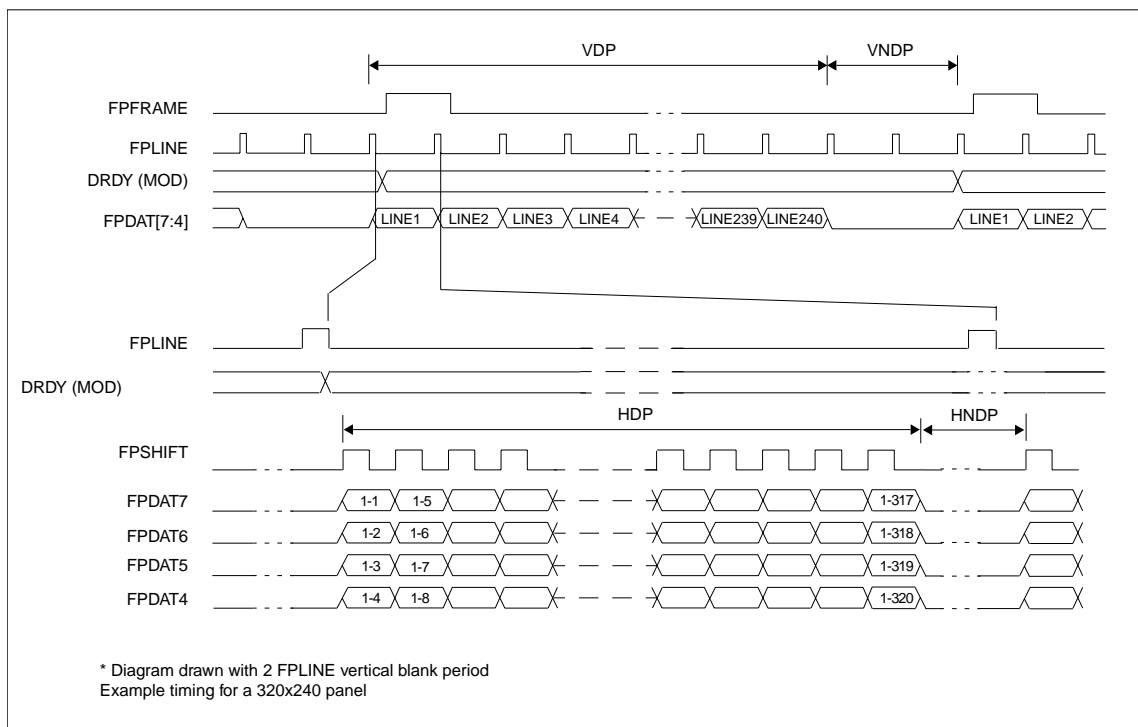 VDP VNDP
FPFRAME
FPLINE
DRDY (MOD)
FPDAT[7:4] LINE1 LINE2 LINE3 LINE4 LINE239 LINE240 LINE1 LINE2
FPLINE
DRDY (MOD)
HDP HNDP
FPSHIFT
FPDAT7 1-1 1-5 1-317
FPDAT6 1-2 1-6 1-318
FPDAT5 1-3 1-7 1-319
FPDAT4 1-4 1-8 1-320
* Diagram drawn with 2 FPLINE vertical blank period
Example timing for a 320x240 panel